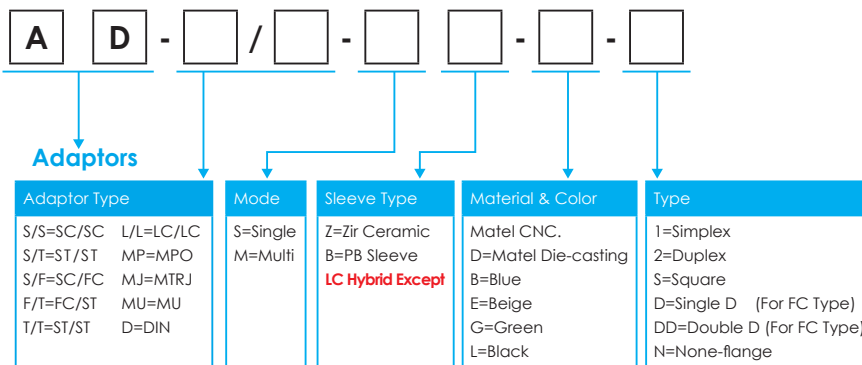 A D - / - - -
Adaptors
Adaptor Type
S/S=SC/SC L/L=LC/LC
S/T=ST/ST MP=MPO
S/F=SC/FC MJ=MTRJ
F/T=FC/ST MU=MU
T/T=ST/ST D=DIN
Mode
S=Single
M=Multi
Sleeve Type
Z=Zir Ceramic
B=PB Sleeve
LC Hybrid Except
Material & Color
Matel CNC.
D=Matel Die-casting
B=Blue
E=Beige
G=Green
L=Black
Type
1=Simplex
2=Duplex
S=Square
D=Single D (For FC Type)
DD=Double D (For FC Type)
N=None-flange